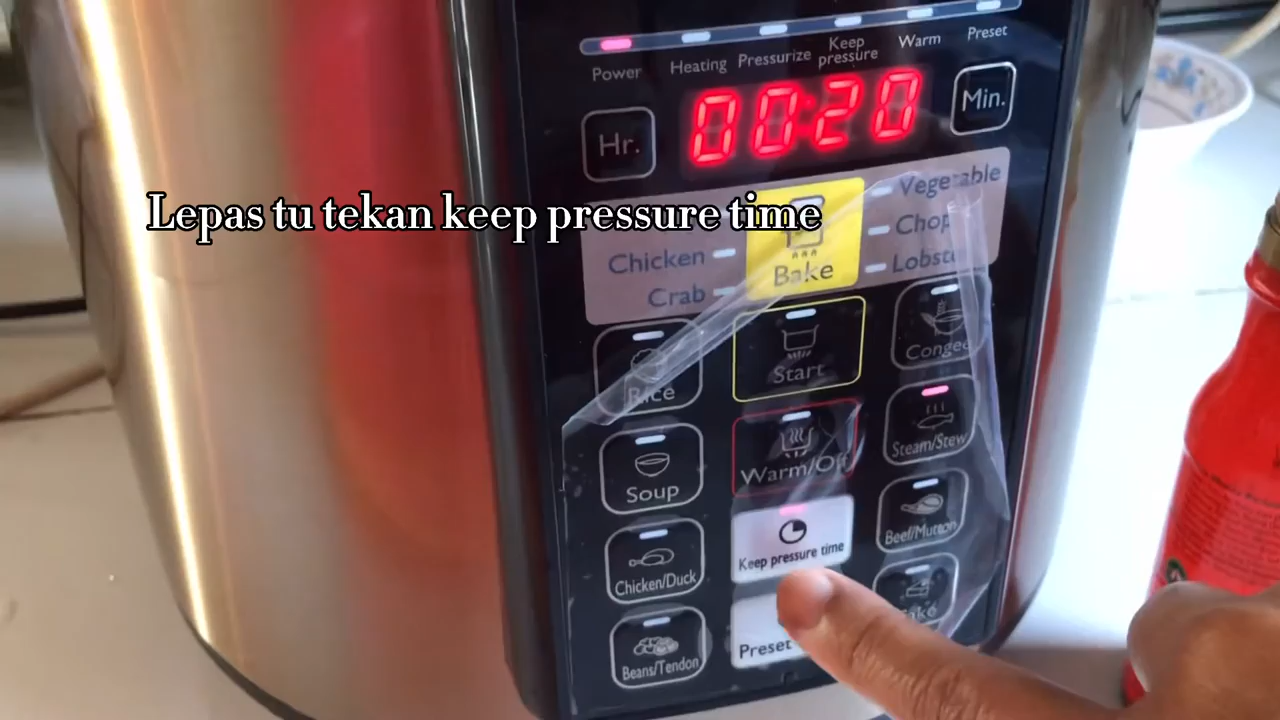 Power Heating Pressurize Keep pressure Warm Preset
Hr. 00:20 Min.
Lepas tu tekan keep pressure time
Chicken
Crab
Bake
Vegetable
Chop
Lobste
Rice
Start
Congee
Soup
Warm/Off
Steam/Stew
Chicken/Duck
Keep pressure time
Beef/Mutton
Beans/Tendon
Preset